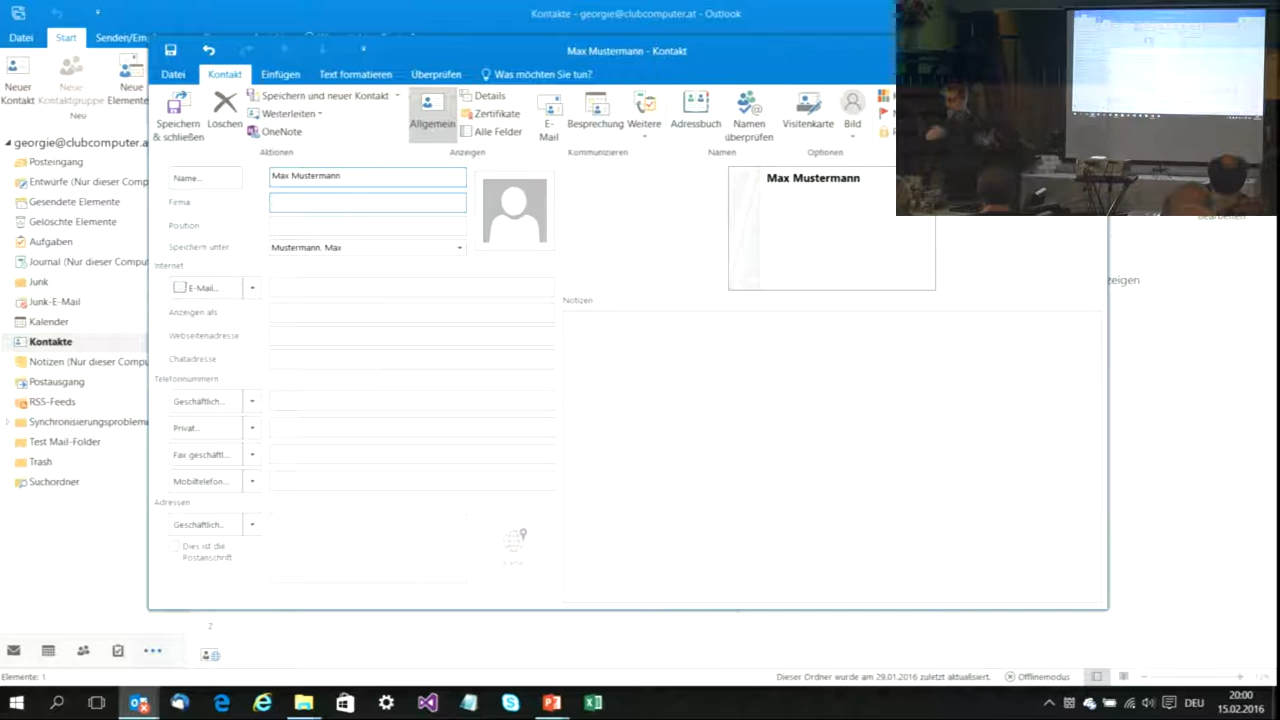 Kontakte - georgie@clubcomputer.at - Outlook
Datei
Start
Senden/Em
Neuer
Kontakt
Neue
Kontaktgruppe
Neue
Elemente
Neu
georgie@clubcomputer.a
Posteingang
Entwürfe (Nur dieser Comp
Gesendete Elemente
Gelöschte Elemente
Aufgaben
Journal (Nur dieser Comput
Junk
Junk-E-Mail
Kalender
Kontakte
Notizen (Nur dieser Compu
Postausgang
RSS-Feeds
Synchronisierungsprobleme
Test Mail-Folder
Trash
Suchordner
Max Mustermann - Kontakt
Datei
Kontakt
Einfügen
Text formatieren
Überprüfen
Was möchten Sie tun?
Speichern
& schließen
Löschen
Speichern und neuer Kontakt
Weiterleiten
OneNote
Aktionen
Allgemein
Details
Zertifikate
Alle Felder
Anzeigen
E-
Mail
Besprechung
Weitere
Kommunizieren
Adressbuch
Namen
überprüfen
Namen
Visitenkarte
Bild
Optionen
Name...
Max Mustermann
Firma
Position
Speichern unter
Mustermann, Max
Internet
E-Mail...
Anzeigen als
Webseitenadresse
Chatadresse
Telefonnummern
Geschäftlich...
Privat...
Fax geschäftl...
Mobiltelefon...
Adressen
Geschäftlich...
Dies ist die
Postanschrift
Max Mustermann
Notizen
Bearbeiten
zeigen
Z
Elemente: 1
Dieser Ordner wurde am 29.01.2016 zuletzt aktualisiert.
Offlinemodus
DEU
20:00
15.02.2016